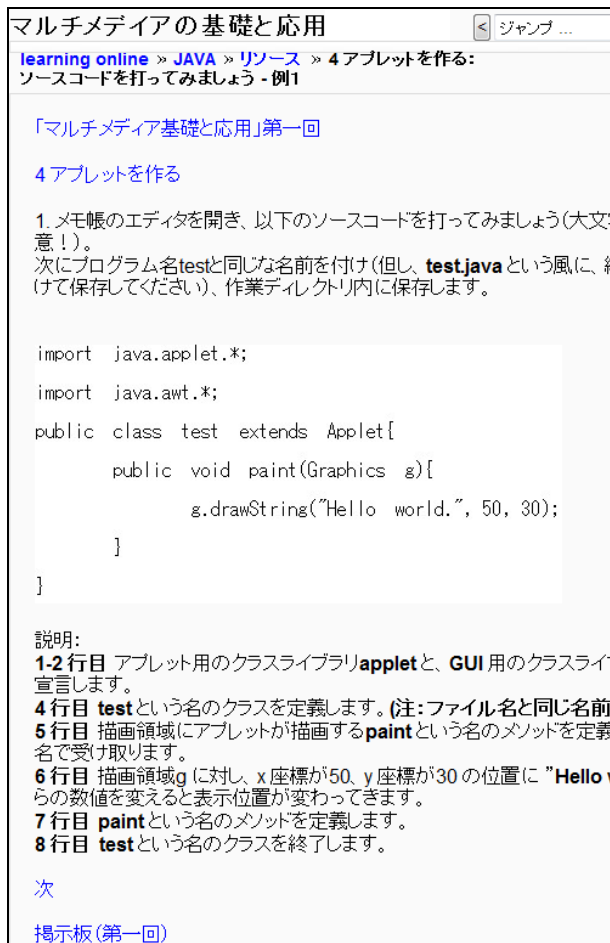 マルチメディアの基礎と応用
< ジャンプ ...
learning online » JAVA » リソース » 4 アプレットを作る:
ソースコードを打ってみましょう - 例1
「マルチメディア基礎と応用」第一回
4 アプレットを作る
1. メモ帳のエディタを開き、以下のソースコードを打ってみましょう(大文
意！)。
次にプログラム名testと同じな名前を付け(但し、test.javaという風に、
けて保存してください)、作業ディレクトリ内に保存します。
import java.applet.*;
import java.awt.*;
public class test extends Applet{
public void paint(Graphics g){
g.drawString("Hello world.", 50, 30);
}
}
説明:
1-2 行目 アプレット用のクラスライブラリappletと、GUI 用のクラスライ
宣言します。
4 行目 testという名のクラスを定義します。(注:ファイル名と同じ名前
5 行目 描画領域にアプレットが描画するpaintという名のメソッドを定義
名で受け取ります。
6 行目 描画領域g に対し、x 座標が50、y 座標が30 の位置に ”Hello
らの数値を変えると表示位置が変わってきます。
7 行目 paintという名のメソッドを定義します。
8 行目 testという名のクラスを終了します。
次
掲示板(第一回)